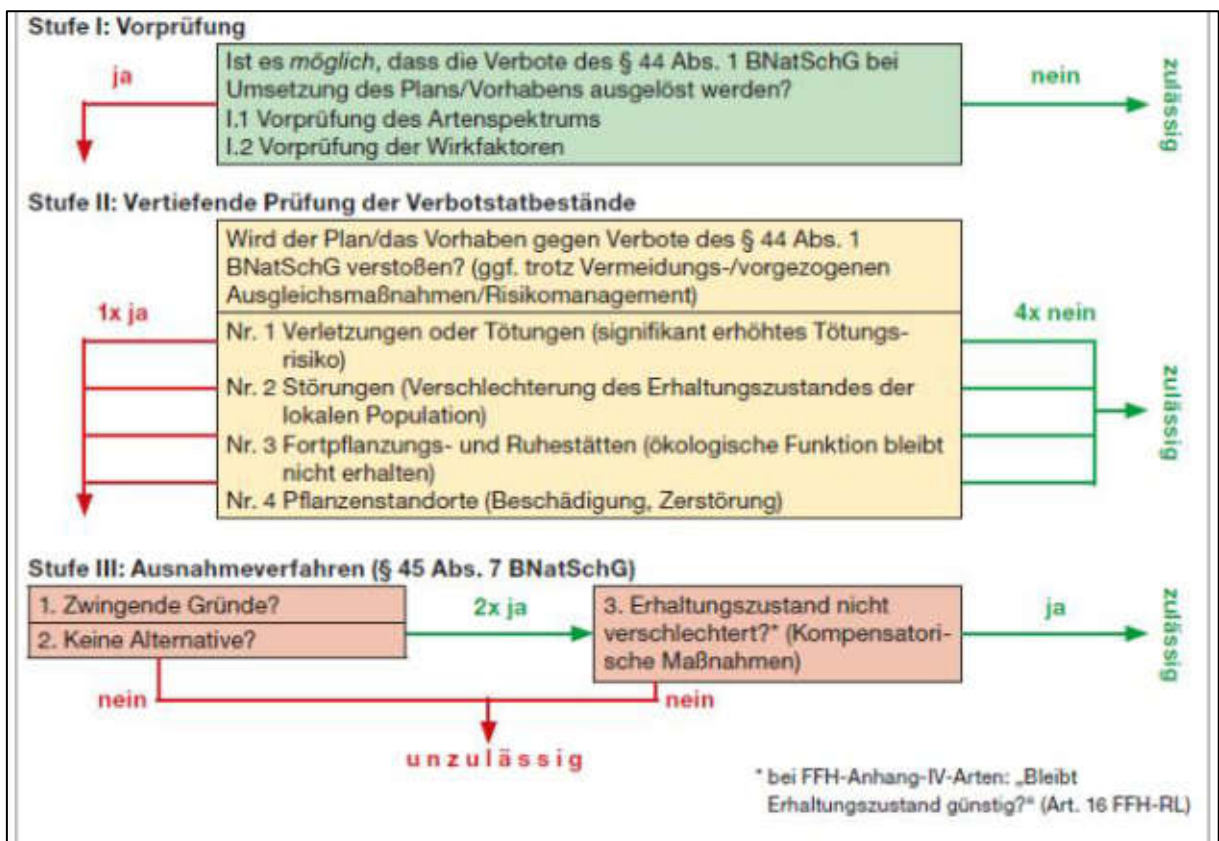 Stufe I: Vorprüfung
ja
Ist es möglich, dass die Verbote des § 44 Abs. 1 BNatSchG bei
Umsetzung des Plans/Vorhabens ausgelöst werden?
I.1 Vorprüfung des Artenspektrums
I.2 Vorprüfung der Wirkfaktoren
nein
zulässig
Stufe II: Vertiefende Prüfung der Verbotstatbestände
Wird der Plan/das Vorhaben gegen Verbote des § 44 Abs. 1
BNatSchG verstoßen? (ggf. trotz Vermeidungs-/vorgezogenen
Ausgleichsmaßnahmen/Risikomanagement)
1x ja
Nr. 1 Verletzungen oder Tötungen (signifikant erhöhtes Tötungs-
risiko)
Nr. 2 Störungen (Verschlechterung des Erhaltungszustandes der
lokalen Population)
Nr. 3 Fortpflanzungs- und Ruhestätten (ökologische Funktion bleibt
nicht erhalten)
Nr. 4 Pflanzenstandorte (Beschädigung, Zerstörung)
4x nein
zulässig
Stufe III: Ausnahmeverfahren (§ 45 Abs. 7 BNatSchG)
1. Zwingende Gründe?
2. Keine Alternative?
2x ja
3. Erhaltungszustand nicht
verschlechtert?* (Kompensatori-
sche Maßnahmen)
ja
zulässig
nein
nein
unzulässig
* bei FFH-Anhang-IV-Arten: „Bleibt
Erhaltungszustand günstig?“ (Art. 16 FFH-RL)